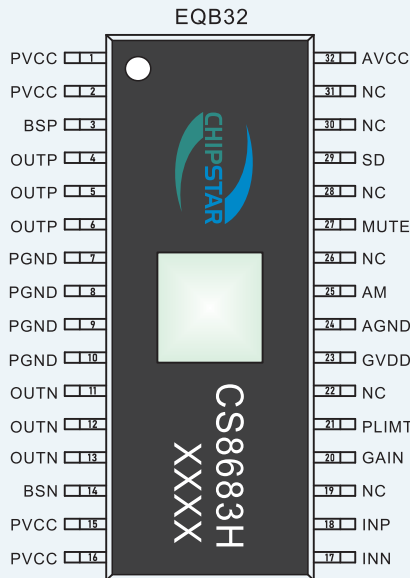 EQB32
PVCC 1 32 AVCC
PVCC 2 31 NC
BSP 3 30 NC
OUTP 4 29 SD
OUTP 5 28 NC
OUTP 6 27 MUTE
PGND 7 26 NC
PGND 8 25 AM
PGND 9 24 AGND
PGND 10 23 GVDD
OUTN 11 22 NC
OUTN 12 21 PLIMT
OUTN 13 20 GAIN
BSN 14 19 NC
PVCC 15 18 INP
PVCC 16 17 INN
CHIPSTAR
CS8683H
XXXX